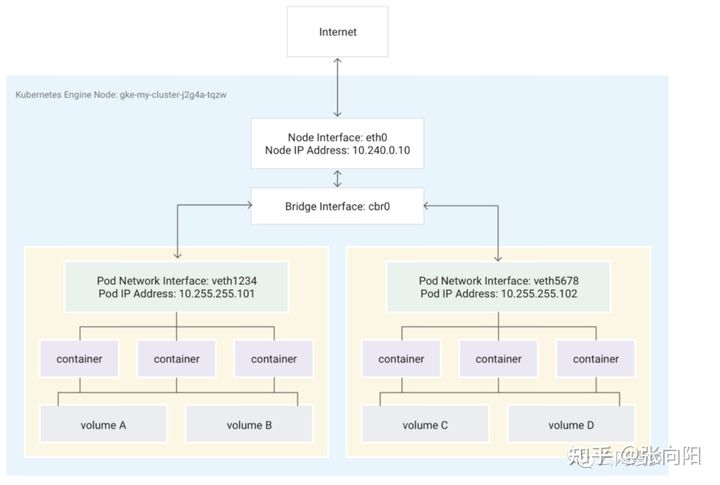 Internet
Kubernetes Engine Node: gke-my-cluster-j2g4a-tqzw
Node Interface: eth0
Node IP Address: 10.240.0.10
Bridge Interface: cbr0
Pod Network Interface: veth1234
Pod IP Address: 10.255.255.101
Pod Network Interface: veth5678
Pod IP Address: 10.255.255.102
container
container
container
container
container
container
volume A
volume B
volume C
volume D
知乎 @张向阳